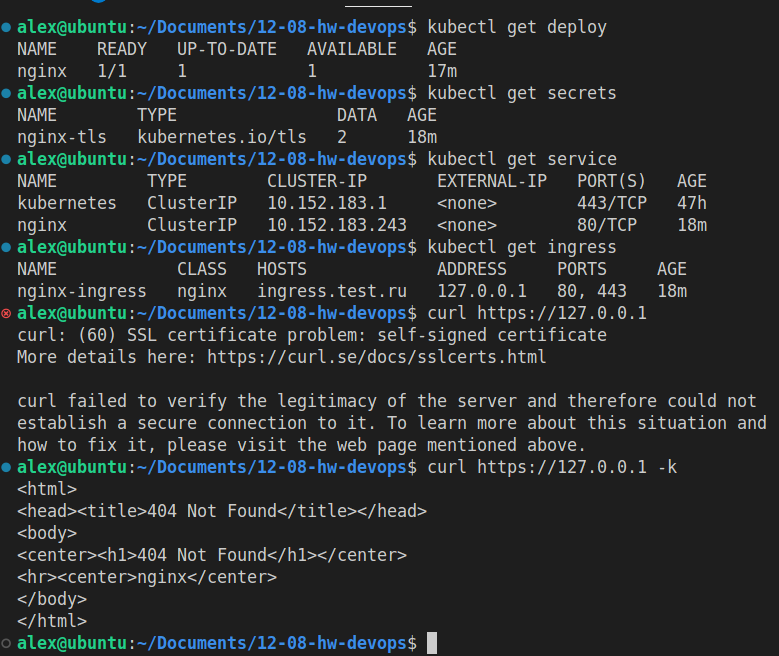 alex@ubuntu:~/Documents/12-08-hw-devops$ kubectl get deploy
NAME    READY   UP-TO-DATE   AVAILABLE   AGE
nginx   1/1     1            1           17m
alex@ubuntu:~/Documents/12-08-hw-devops$ kubectl get secrets
NAME        TYPE                DATA   AGE
nginx-tls   kubernetes.io/tls   2      18m
alex@ubuntu:~/Documents/12-08-hw-devops$ kubectl get service
NAME         TYPE        CLUSTER-IP       EXTERNAL-IP   PORT(S)   AGE
kubernetes   ClusterIP   10.152.183.1     <none>        443/TCP   47h
nginx        ClusterIP   10.152.183.243   <none>        80/TCP    18m
alex@ubuntu:~/Documents/12-08-hw-devops$ kubectl get ingress
NAME            CLASS   HOSTS             ADDRESS     PORTS     AGE
nginx-ingress   nginx   ingress.test.ru   127.0.0.1   80, 443   18m
alex@ubuntu:~/Documents/12-08-hw-devops$ curl https://127.0.0.1
curl: (60) SSL certificate problem: self-signed certificate
More details here: https://curl.se/docs/sslcerts.html

curl failed to verify the legitimacy of the server and therefore could not
establish a secure connection to it. To learn more about this situation and
how to fix it, please visit the web page mentioned above.
alex@ubuntu:~/Documents/12-08-hw-devops$ curl https://127.0.0.1 -k
<html>
<head><title>404 Not Found</title></head>
<body>
<center><h1>404 Not Found</h1></center>
<hr><center>nginx</center>
</body>
</html>
alex@ubuntu:~/Documents/12-08-hw-devops$